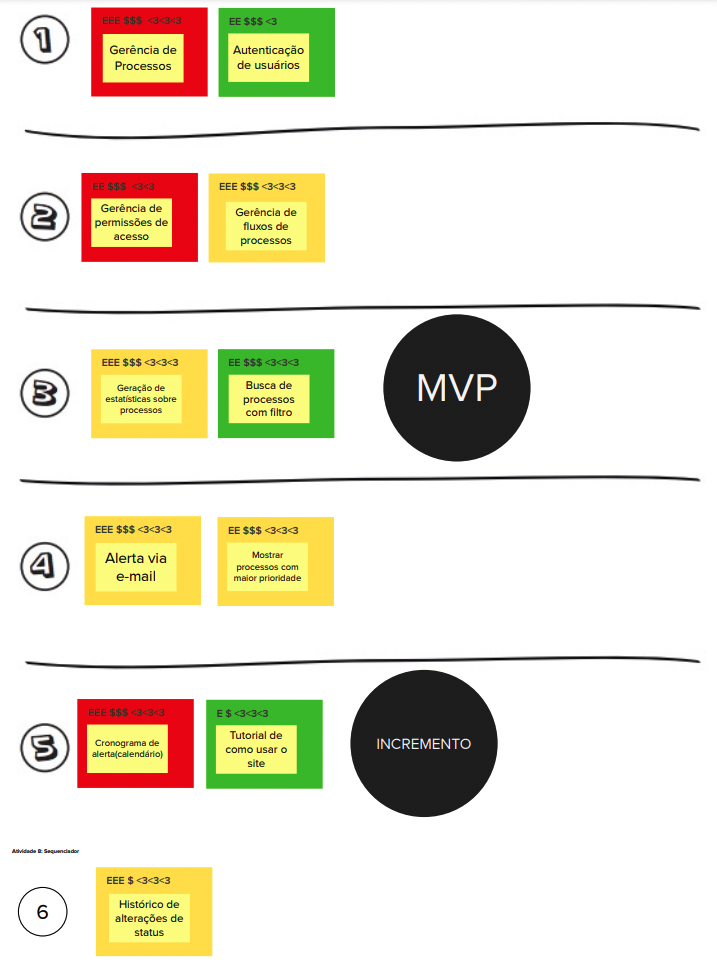 1
EEE $$$ <3<3<3
Gerência de
Processos
EE $$$ <3
Autenticação
de usuários
2
EE $$$ <3<3
Gerência de
permissões de
acesso
EEE $$$ <3<3<3
Gerência de
fluxos de
processos
3
EEE $$$ <3<3<3
Geração de
estatísticas sobre
processos
EE $$$ <3<3<3
Busca de
processos
com filtro
MVP
4
EEE $$$ <3<3<3
Alerta via
e-mail
EE $$$ <3<3<3
Mostrar
processos com
maior prioridade
5
EEE $$$ <3<3<3
Cronograma de
alerta(calendário)
E $ <3<3<3
Tutorial de
como usar o
site
INCREMENTO
Atividade 8: Sequenciador
6
EEE $ <3<3<3
Histórico de
alterações de
status